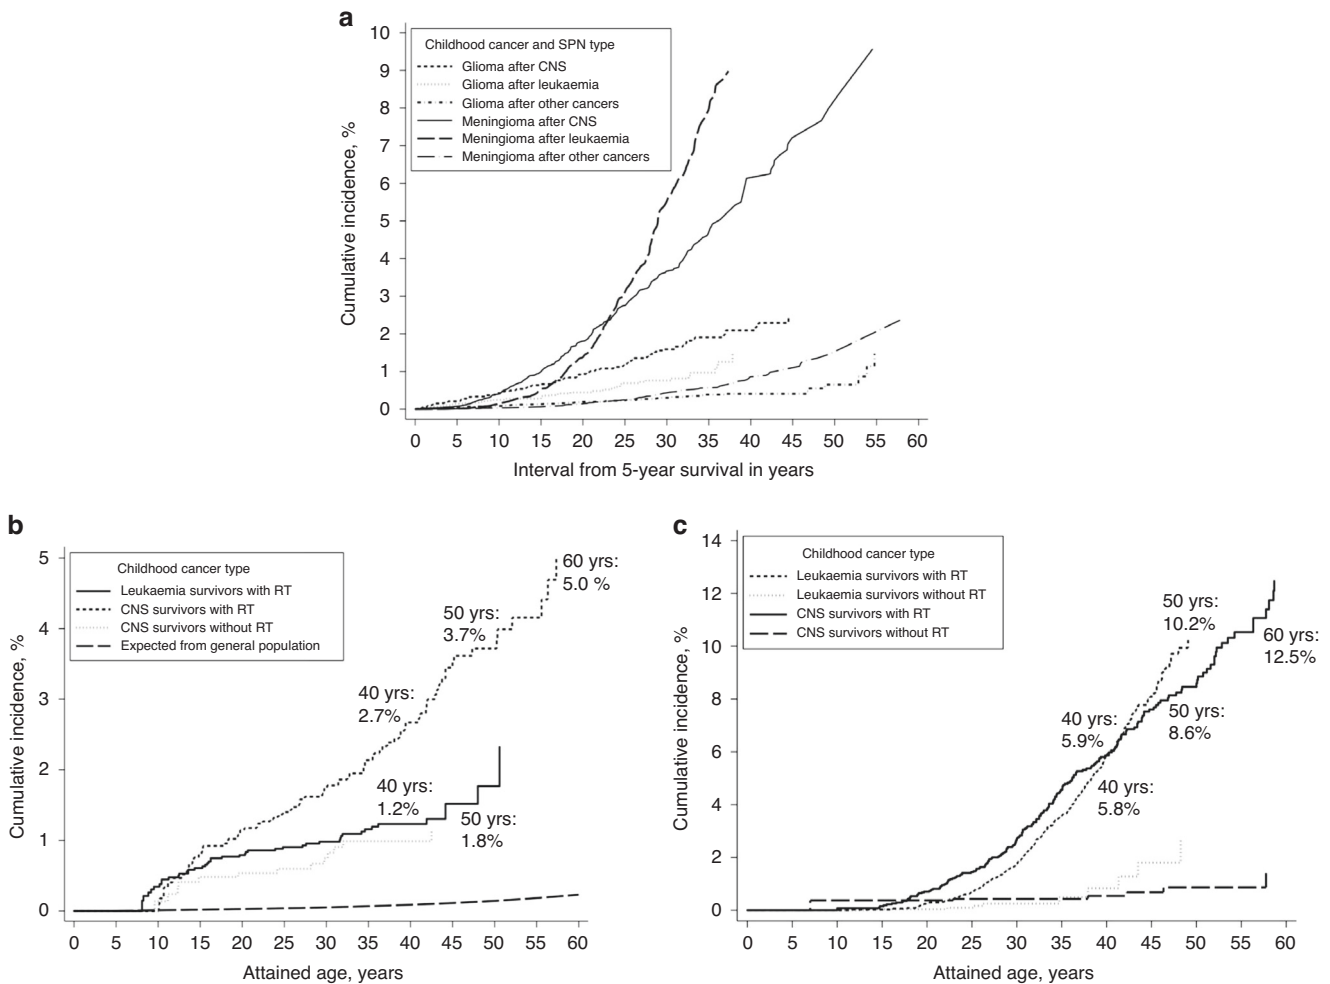 a
Cumulative incidence, %
10
9
8
7
6
5
4
3
2
1
0
Childhood cancer and SPN type
Glioma after CNS
Glioma after leukaemia
Glioma after other cancers
Meningioma after CNS
Meningioma after leukaemia
Meningioma after other cancers
0 5 10 15 20 25 30 35 40 45 50 55 60
Interval from 5-year survival in years
b
Cumulative incidence, %
5
4
3
2
1
0
Childhood cancer type
Leukaemia survivors with RT
CNS survivors with RT
CNS survivors without RT
Expected from general population
60 yrs:
5.0 %
50 yrs:
3.7%
40 yrs:
2.7%
40 yrs:
1.2%
50 yrs:
1.8%
0 5 10 15 20 25 30 35 40 45 50 55 60
Attained age, years
c
Cumulative incidence, %
14
12
10
8
6
4
2
0
Childhood cancer type
Leukaemia survivors with RT
Leukaemia survivors without RT
CNS survivors with RT
CNS survivors without RT
50 yrs:
10.2%
60 yrs:
12.5%
40 yrs:
5.9%
50 yrs:
8.6%
40 yrs:
5.8%
0 5 10 15 20 25 30 35 40 45 50 55 60
Attained age, years